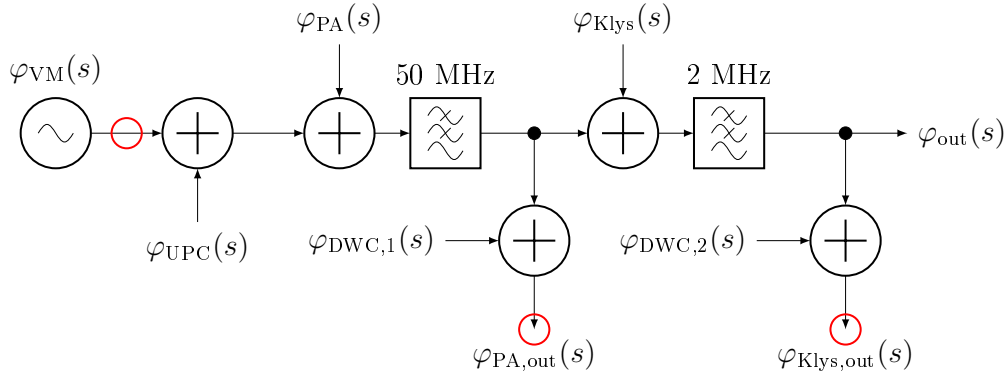 φ_PA(s)
φ_Klys(s)
φ_VM(s)
50 MHz
2 MHz
φ_out(s)
φ_UPC(s)
φ_DWC,1(s)
φ_DWC,2(s)
φ_PA,out(s)
φ_Klys,out(s)